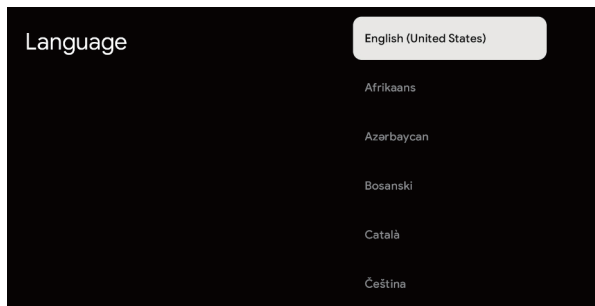 Language
English (United States)
Afrikaans
Azərbaycan
Bosanski
Català
Čeština